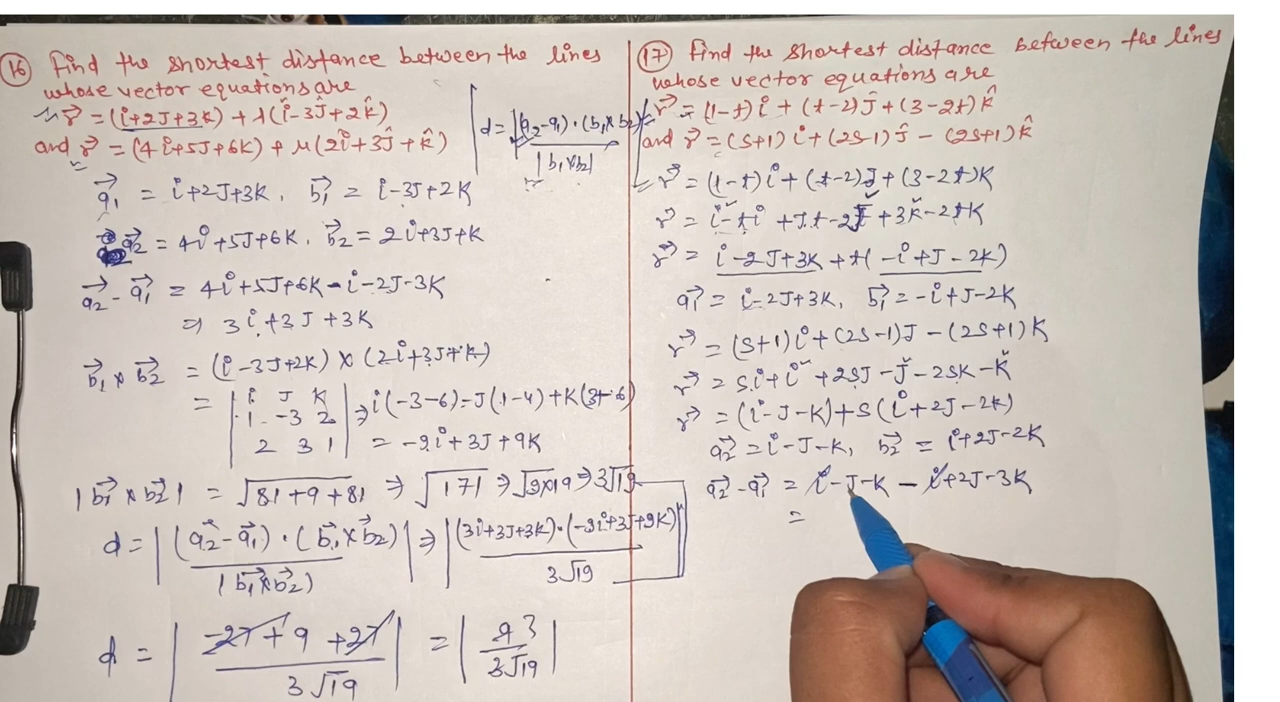 16) Find the shortest distance between the lines
whose vector equations are
r⃗ = (i+2J+3K) + λ(î-3Ĵ+2k̂)
and r⃗ = (4i+5J+6K) + μ(2î+3Ĵ+k̂)
d = |(a₂-a₁)·(b₁×b₂)| / |b₁×b₂|
a₁⃗ = i+2J+3K, b₁⃗ = i-3J+2K
a₂⃗ = 4i+5J+6K, b₂⃗ = 2i+3J+K
a₂⃗ - a₁⃗ = 4i+5J+6K-i-2J-3K
⇒ 3i+3J+3K
b₁⃗ × b₂⃗ = (i-3J+2K) × (2i+3J+K)
= | i J K | ⇒ i(-3-6)-J(1-4)+K(3+6)
1 -3 2
2 3 1 = -9i+3J+9K
|b₁⃗ × b₂⃗| = √81+9+81 ⇒ √171 ⇒ √9×19 ⇒ 3√19
d = |(a₂⃗-a₁⃗)·(b₁⃗×b₂⃗) / |b₁⃗×b₂⃗|| ⇒ |(3i+3J+3K)·(-9i+3J+9K) / 3√19|
d = |-27+9+27 / 3√19| = |9 3 / 3√19|
17) Find the shortest distance between the lines
whose vector equations are
r⃗ = (1-t)î + (t-2)Ĵ + (3-2t)k̂
and r⃗ = (s+1)î + (2s-1)ĵ - (2s+1)k̂
r⃗ = (1-t)i + (t-2)J + (3-2t)K
r⃗ = i-ti + Jt-2J + 3K-2tK
r⃗ = i-2J+3K + t(-i+J-2K)
a₁⃗ = i-2J+3K, b₁⃗ = -i+J-2K
r⃗ = (s+1)i + (2s-1)J - (2s+1)K
r⃗ = si+i+2sJ-J-2sK-K
r⃗ = (i-J-K)+s(i+2J-2K)
a₂⃗ = i-J-K, b₂⃗ = i+2J-2K
a₂⃗-a₁⃗ = i-J-K - i+2J-3K
=